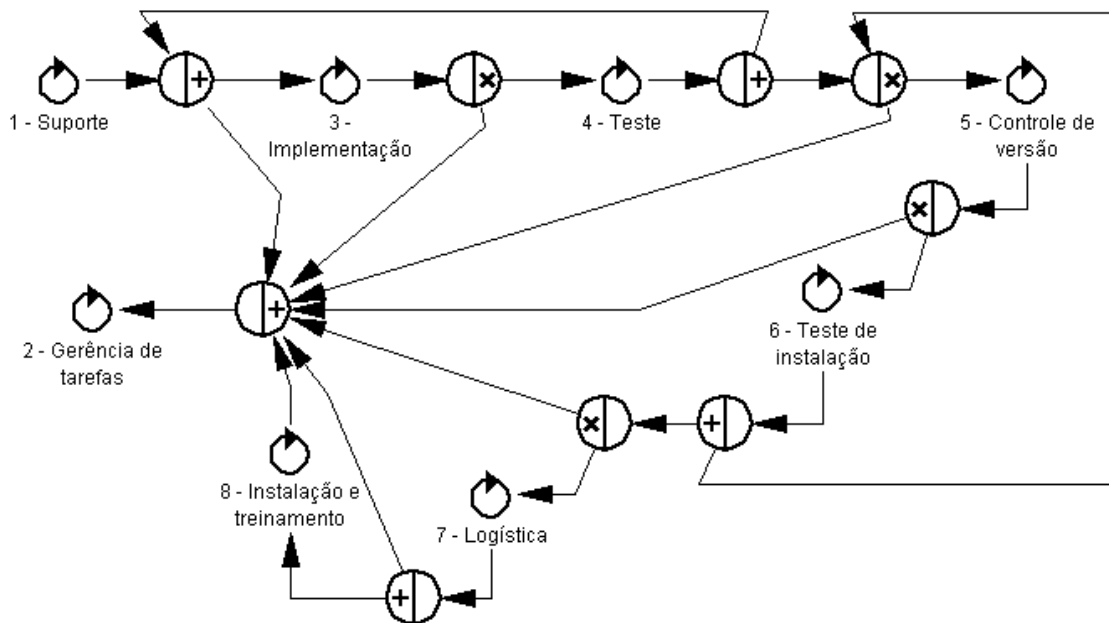 1 - Suporte
3 -
Implementação
4 - Teste
5 - Controle de
versão
2 - Gerência de
tarefas
6 - Teste de
instalação
8 - Instalação e
treinamento
7 - Logística